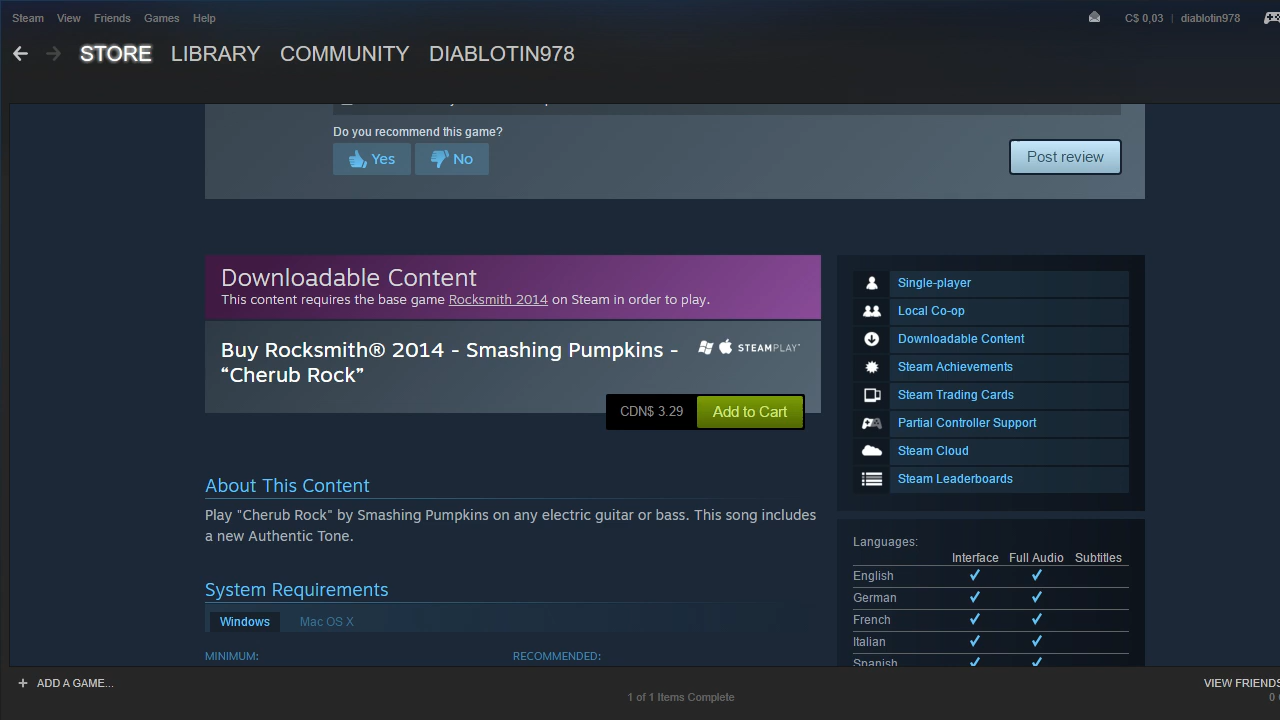 Steam View Friends Games Help
C$ 0,03 | diablotin978
STORE LIBRARY COMMUNITY DIABLOTIN978
Do you recommend this game?
Yes No
Post review
Downloadable Content
This content requires the base game Rocksmith 2014 on Steam in order to play.
Buy Rocksmith® 2014 - Smashing Pumpkins -
“Cherub Rock”
STEAMPLAY™
CDN$ 3.29 Add to Cart
About This Content
Play "Cherub Rock" by Smashing Pumpkins on any electric guitar or bass. This song includes
a new Authentic Tone.
System Requirements
Windows Mac OS X
MINIMUM: RECOMMENDED:
Single-player
Local Co-op
Downloadable Content
Steam Achievements
Steam Trading Cards
Partial Controller Support
Steam Cloud
Steam Leaderboards
Languages:
Interface Full Audio Subtitles
English
German
French
Italian
Spanish
+ ADD A GAME...
1 of 1 Items Complete
VIEW FRIENDS
0